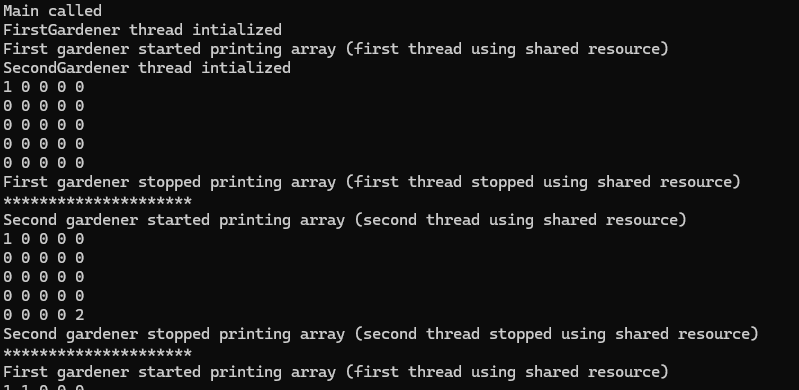 Main called
FirstGardener thread intialized
First gardener started printing array (first thread using shared resource)
SecondGardener thread intialized
1 0 0 0 0
0 0 0 0 0
0 0 0 0 0
0 0 0 0 0
0 0 0 0 0
First gardener stopped printing array (first thread stopped using shared resource)
*********************
Second gardener started printing array (second thread using shared resource)
1 0 0 0 0
0 0 0 0 0
0 0 0 0 0
0 0 0 0 0
0 0 0 0 2
Second gardener stopped printing array (second thread stopped using shared resource)
*********************
First gardener started printing array (first thread using shared resource)
1 1 0 0 0